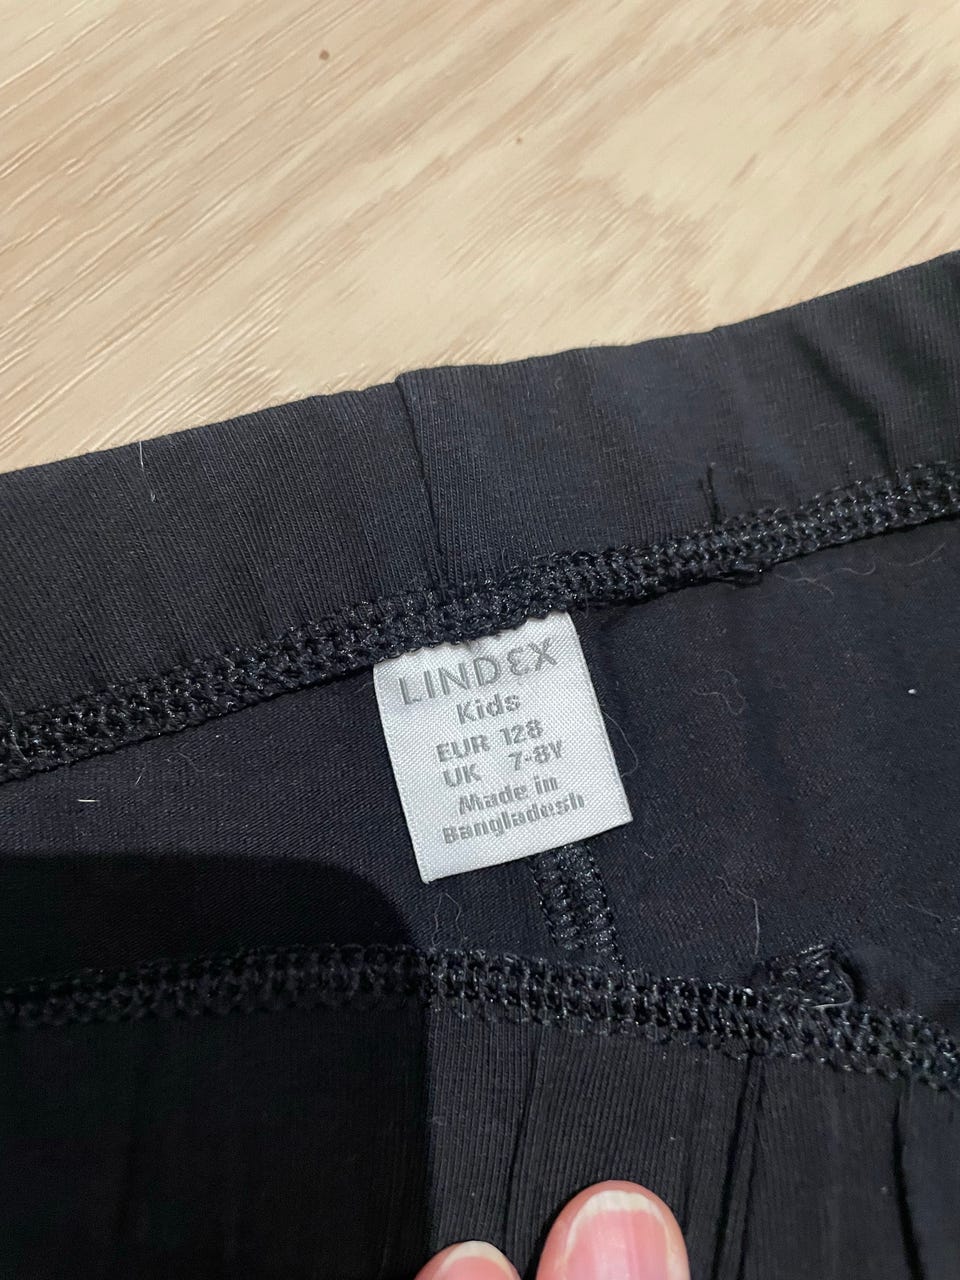 LINDEX
Kids
EUR 128
UK 7-8Y
Made in
Bangladesh